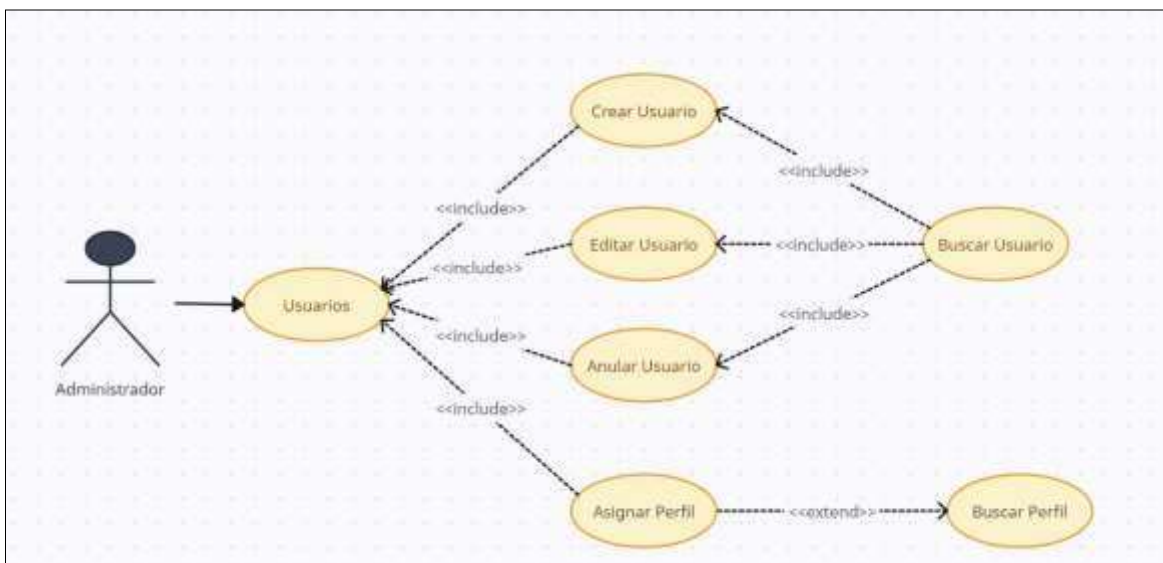 Crear Usuario
<<include>>
<<include>>
Editar Usuario
<<include>>
Buscar Usuario
<<include>>
Usuarios
<<include>>
<<include>>
Anular Usuario
Administrador
<<include>>
Asignar Perfil
<<extend>>
Buscar Perfil